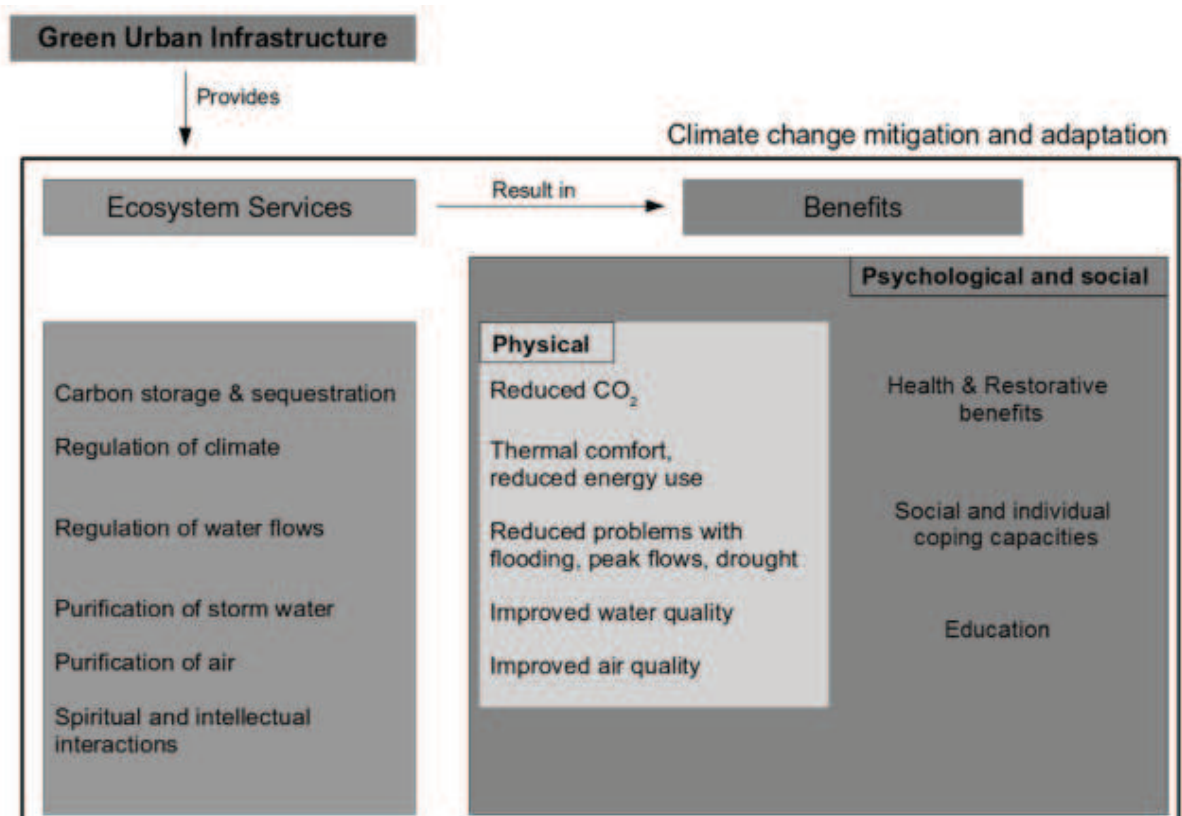 Green Urban Infrastructure
Provides
Climate change mitigation and adaptation
Ecosystem Services
Result in
Benefits
Carbon storage & sequestration
Regulation of climate
Regulation of water flows
Purification of storm water
Purification of air
Spiritual and intellectual
interactions
Physical
Reduced CO₂
Thermal comfort,
reduced energy use
Reduced problems with
flooding, peak flows, drought
Improved water quality
Improved air quality
Psychological and social
Health & Restorative
benefits
Social and individual
coping capacities
Education